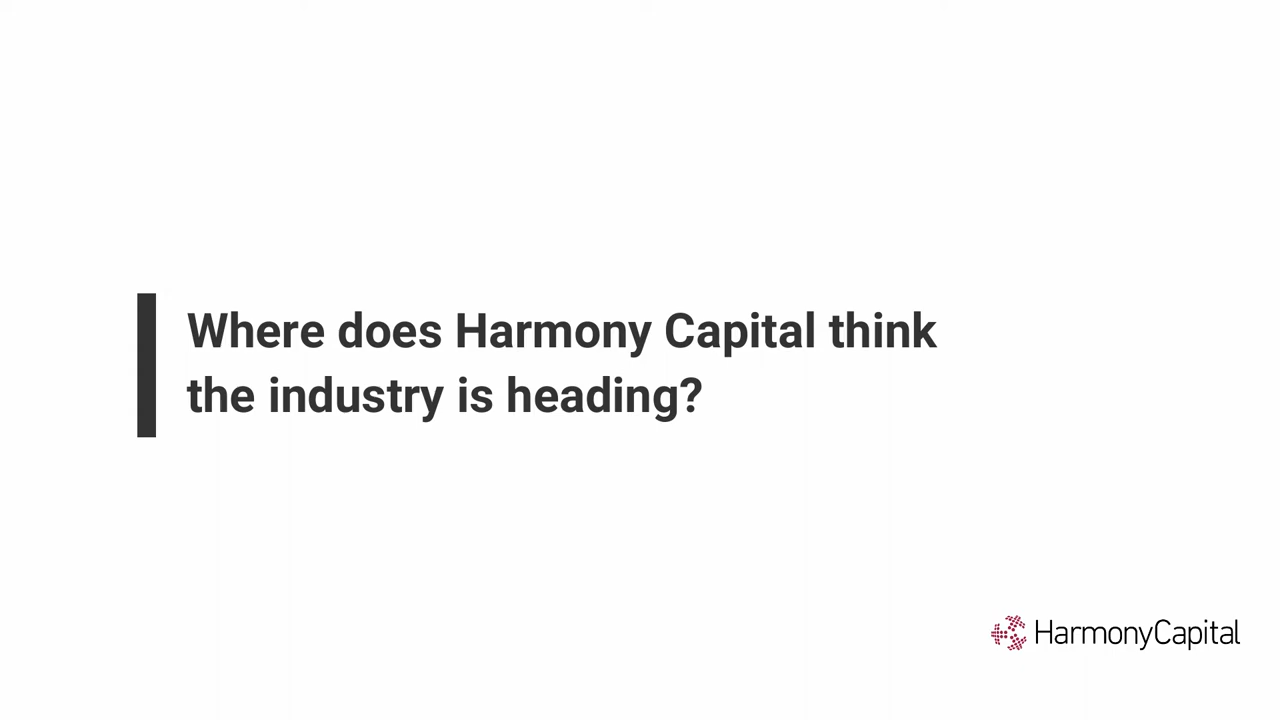 Where does Harmony Capital think
the industry is heading?
HarmonyCapital